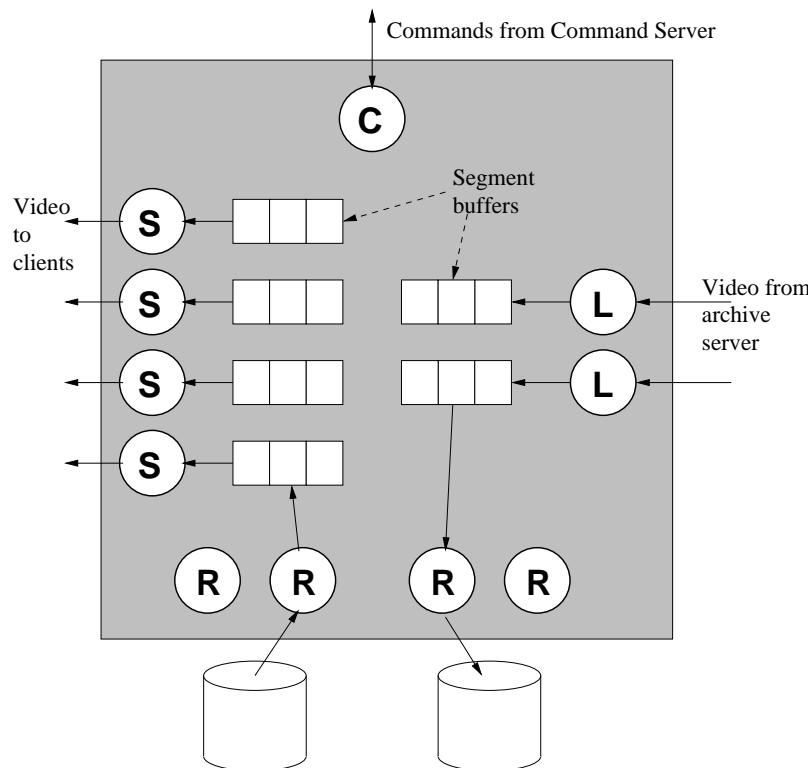 Commands from Command Server
C
Segment
buffers
Video
to
clients
S
S
S
S
L
L
Video from
archive
server
R
R
R
R